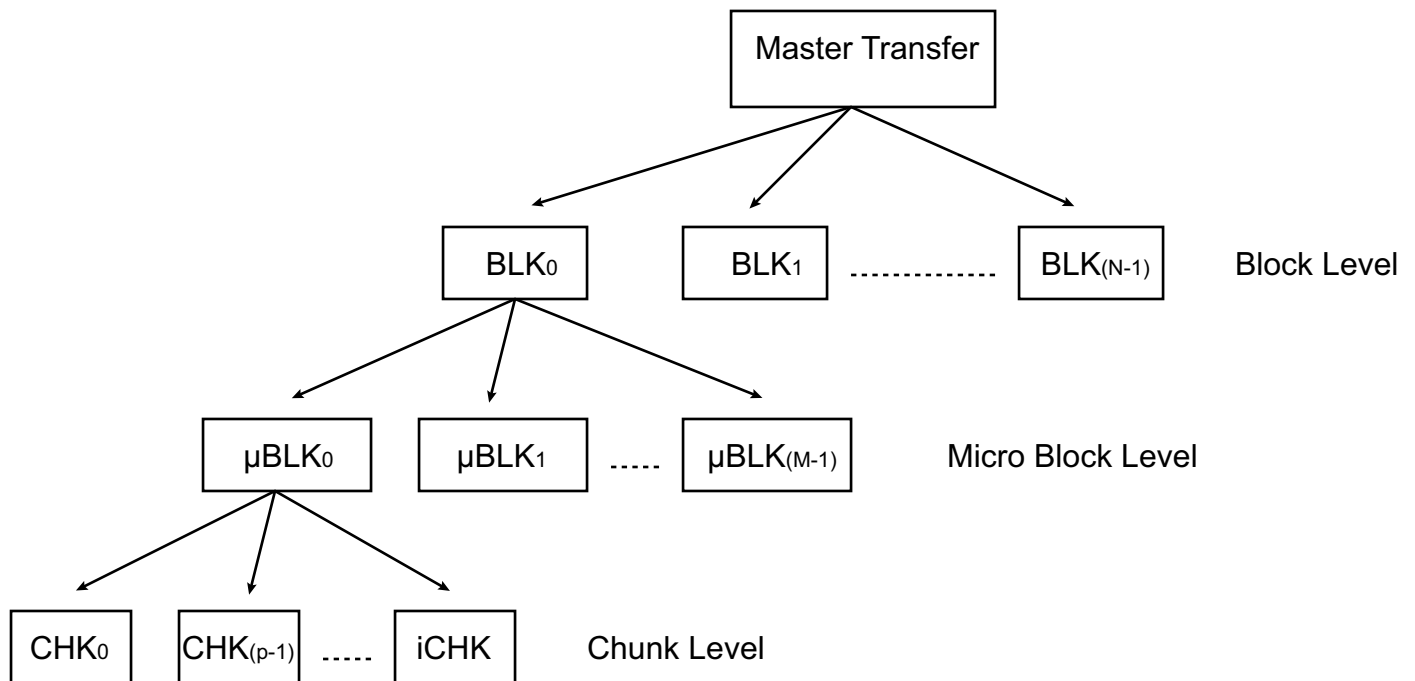 Master Transfer
BLK0 BLK1 BLK(N-1) Block Level
µBLK0 µBLK1 µBLK(M-1) Micro Block Level
CHK0 CHK(p-1) iCHK Chunk Level